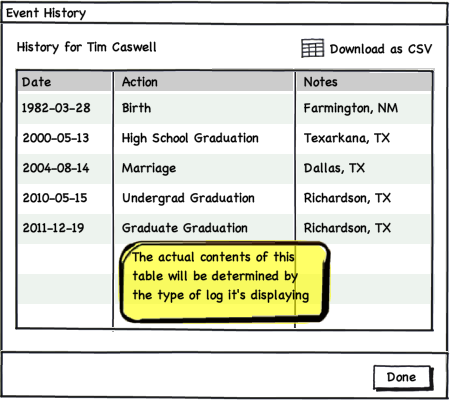 Event History
History for Tim Caswell
Download as CSV
Date Action Notes
1982-03-28 Birth Farmington, NM
2000-05-13 High School Graduation Texarkana, TX
2004-08-14 Marriage Dallas, TX
2010-05-15 Undergrad Graduation Richardson, TX
2011-12-19 Graduate Graduation Richardson, TX
The actual contents of this
table will be determined by
the type of log it's displaying
Done